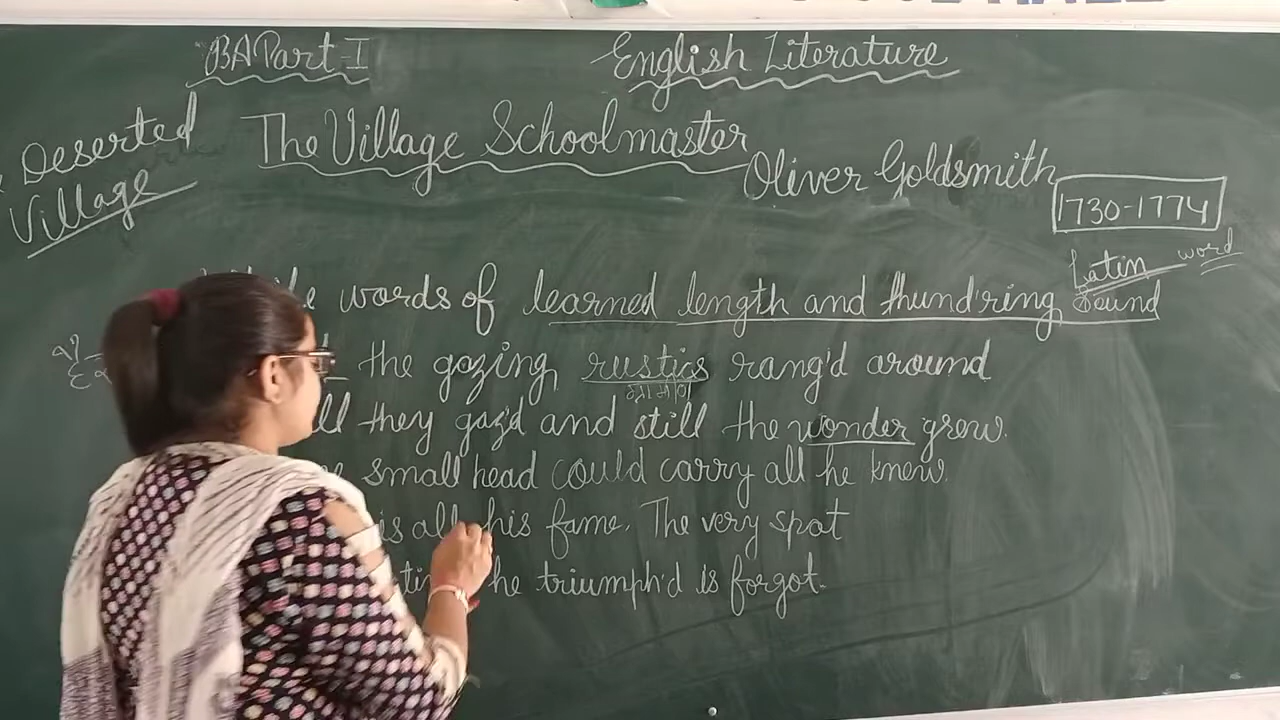 BA Part-I
English Literature
Deserted
Village
The Village Schoolmaster
Oliver Goldsmith
1730-1774
Latin word
words of learned length and thund'ring sound
the gazing rustics rang'd around
they gaz'd and still the wonder grew.
small head could carry all he knew.
is all his fame. The very spot
he triumph'd is forgot.